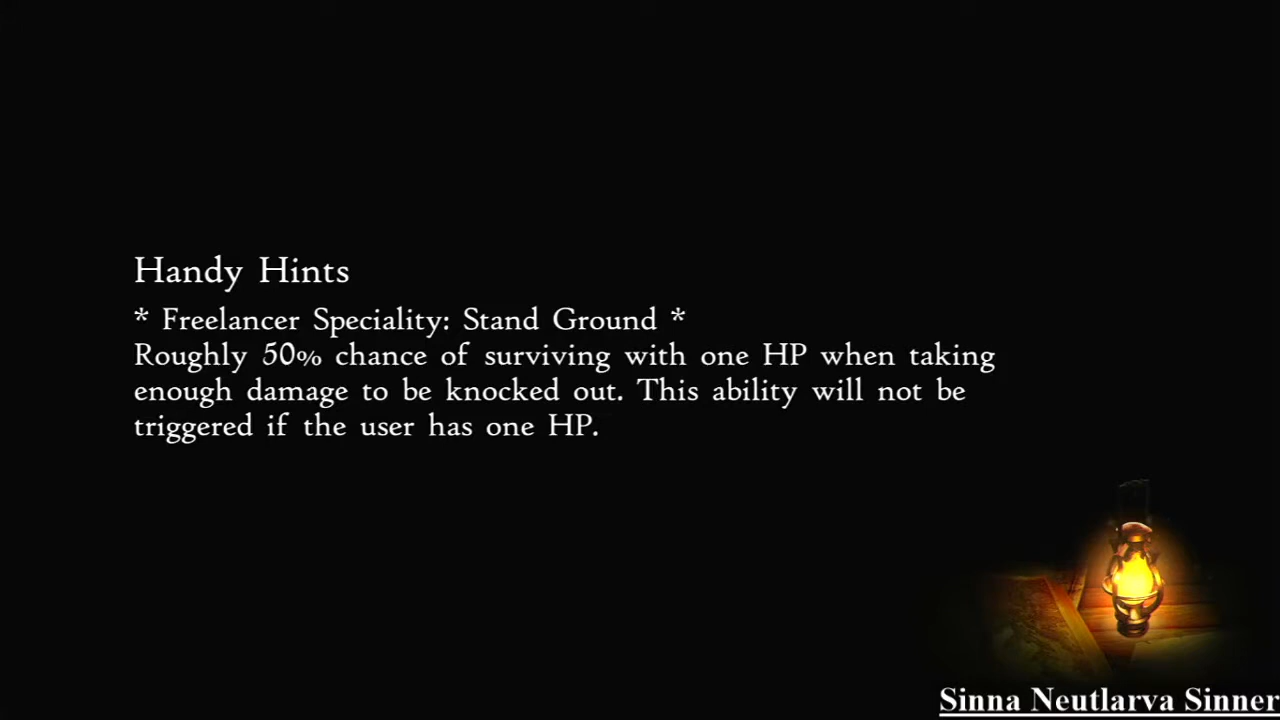 Handy Hints
* Freelancer Speciality: Stand Ground *
Roughly 50% chance of surviving with one HP when taking
enough damage to be knocked out. This ability will not be
triggered if the user has one HP.
Sinna Neutlarva Sinner